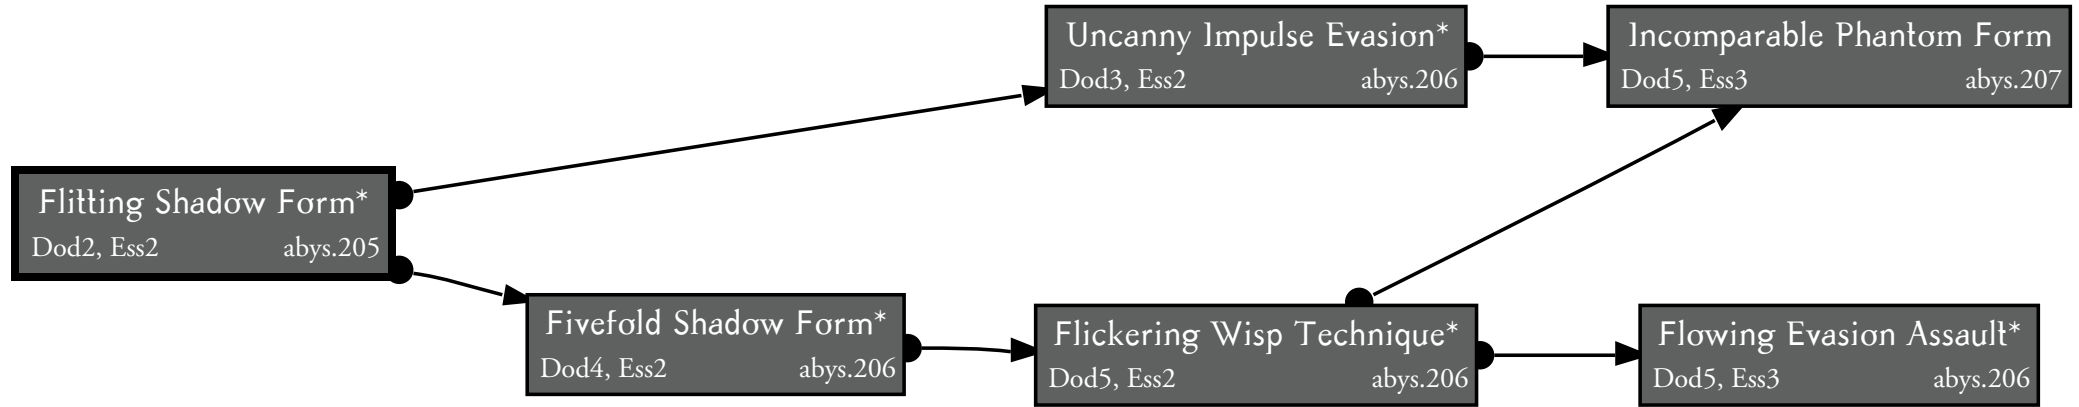 Uncanny Impulse Evasion*
Dod3, Ess2 abys.206
Incomparable Phantom Form
Dod5, Ess3 abys.207
Flitting Shadow Form*
Dod2, Ess2 abys.205
Fivefold Shadow Form*
Dod4, Ess2 abys.206
Flickering Wisp Technique*
Dod5, Ess2 abys.206
Flowing Evasion Assault*
Dod5, Ess3 abys.206